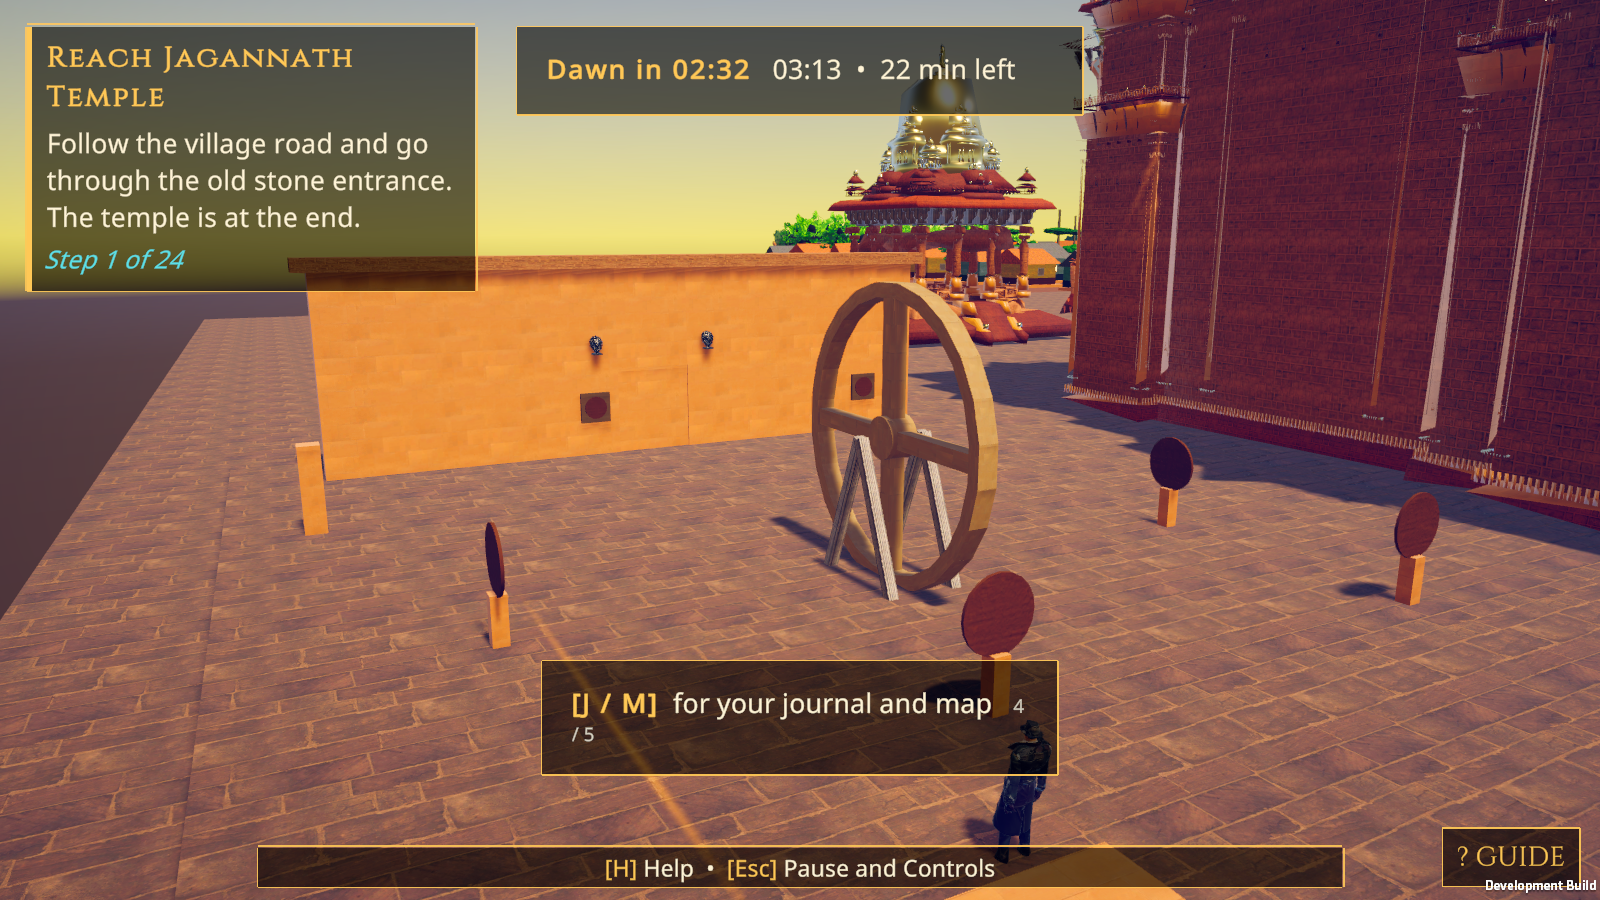 REACH JAGANNATH
TEMPLE
Follow the village road and go
through the old stone entrance.
The temple is at the end.
Step 1 of 24
Dawn in 02:32 03:13 • 22 min left
[J / M] for your journal and map 4
/ 5
[H] Help • [Esc] Pause and Controls
? GUIDE
Development Build